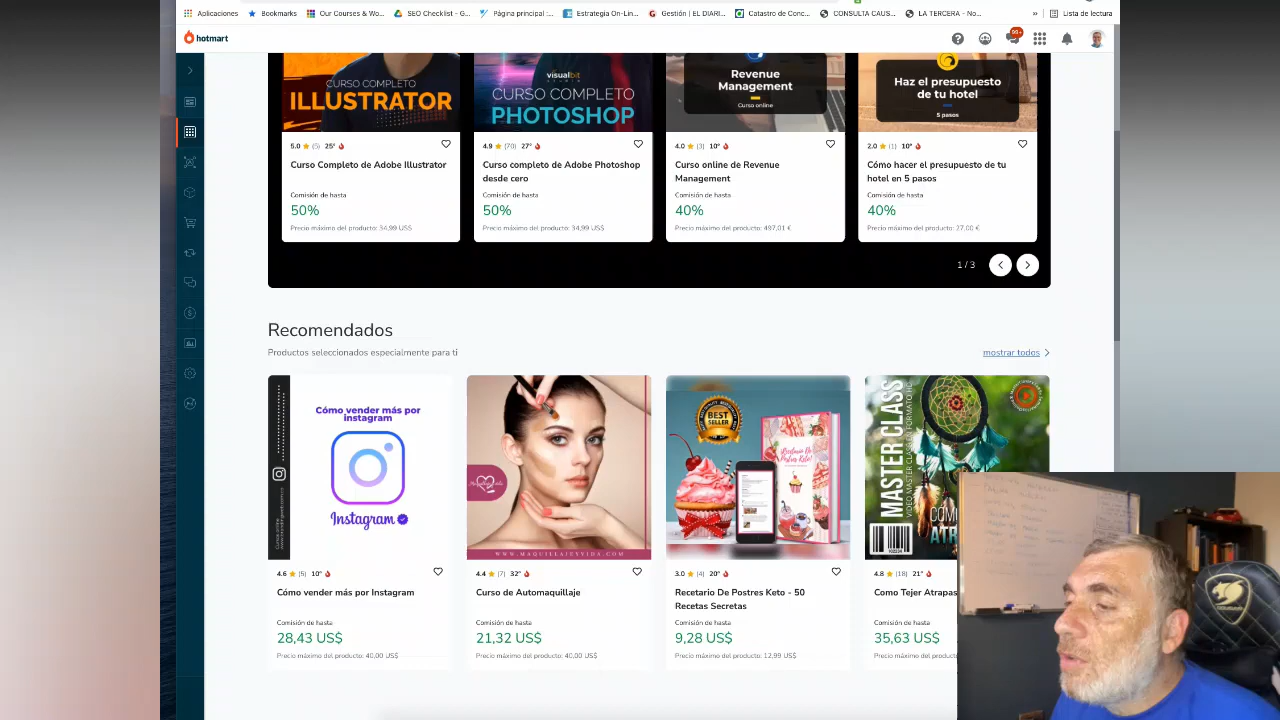 Aplicaciones
Bookmarks
Our Courses & Wo...
SEO Checklist – G...
Página principal :...
Estrategia On-Lin...
Gestión | EL DIARI...
Catastro de Conc...
CONSULTA CAUS...
LA TERCERA – No...
»
Lista de lectura
hotmart
99+
ILLUSTRATOR
visualbit
CURSO COMPLETO
PHOTOSHOP
Revenue
Management
Curso online
Haz el presupuesto
de tu hotel
5 pasos
5.0 (5) 25°
Curso Completo de Adobe Illustrator
Comisión de hasta
50%
Precio máximo del producto: 34,99 US$
4.9 (70) 27°
Curso completo de Adobe Photoshop
desde cero
Comisión de hasta
50%
Precio máximo del producto: 34,99 US$
4.0 (3) 10°
Curso online de Revenue
Management
Comisión de hasta
40%
Precio máximo del producto: 497,01 €
2.0 (1) 10°
Cómo hacer el presupuesto de tu
hotel en 5 pasos
Comisión de hasta
40%
Precio máximo del producto: 27,00 €
1 / 3
Recomendados
Productos seleccionados especialmente para ti
mostrar todos
Cómo vender más por
instagram
Instagram
WWW.MAQUILLAJEYVIDA.COM
BEST
SELLER
MASTERCLASS
4.6 (5) 10°
Cómo vender más por Instagram
Comisión de hasta
28,43 US$
Precio máximo del producto: 40,00 US$
4.4 (7) 32°
Curso de Automaquillaje
Comisión de hasta
21,32 US$
Precio máximo del producto: 40,00 US$
3.0 (4) 20°
Recetario De Postres Keto - 50
Recetas Secretas
Comisión de hasta
9,28 US$
Precio máximo del producto: 12,99 US$
4.8 (18) 21°
Como Tejer Atrapas
Comisión de hasta
35,63 US$
Precio máximo del product